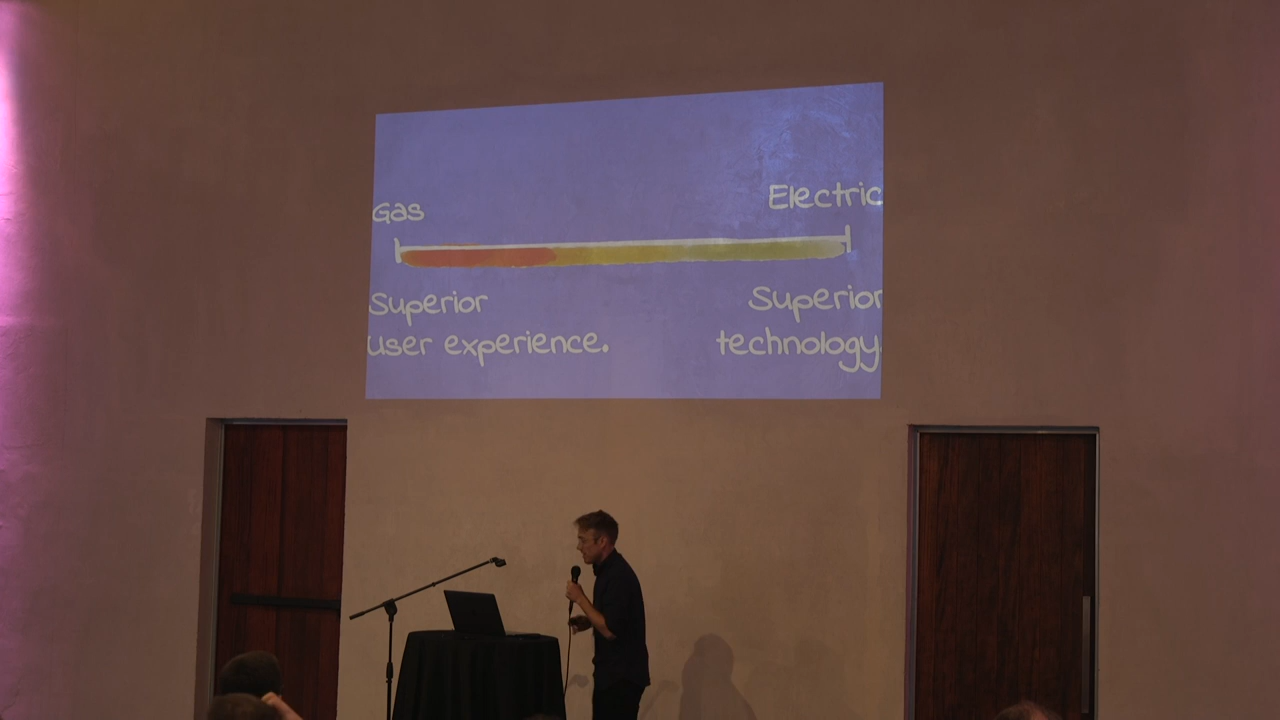 Gas
Electric
Superior
user experience.
Superior
technology.